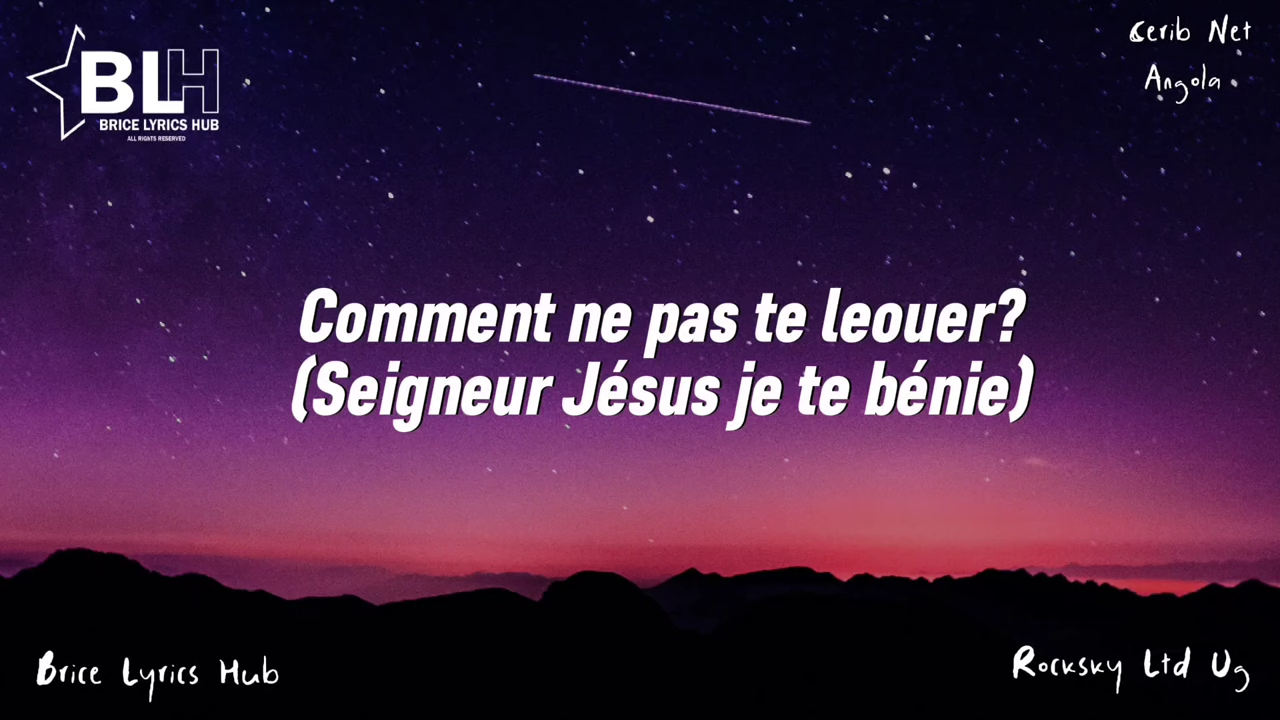 BLH
BRICE LYRICS HUB
ALL RIGHTS RESERVED
Cerib Net
Angola
Comment ne pas te leouer?
(Seigneur Jésus je te bénie)
Brice Lyrics Hub
Rocksky Ltd Ug